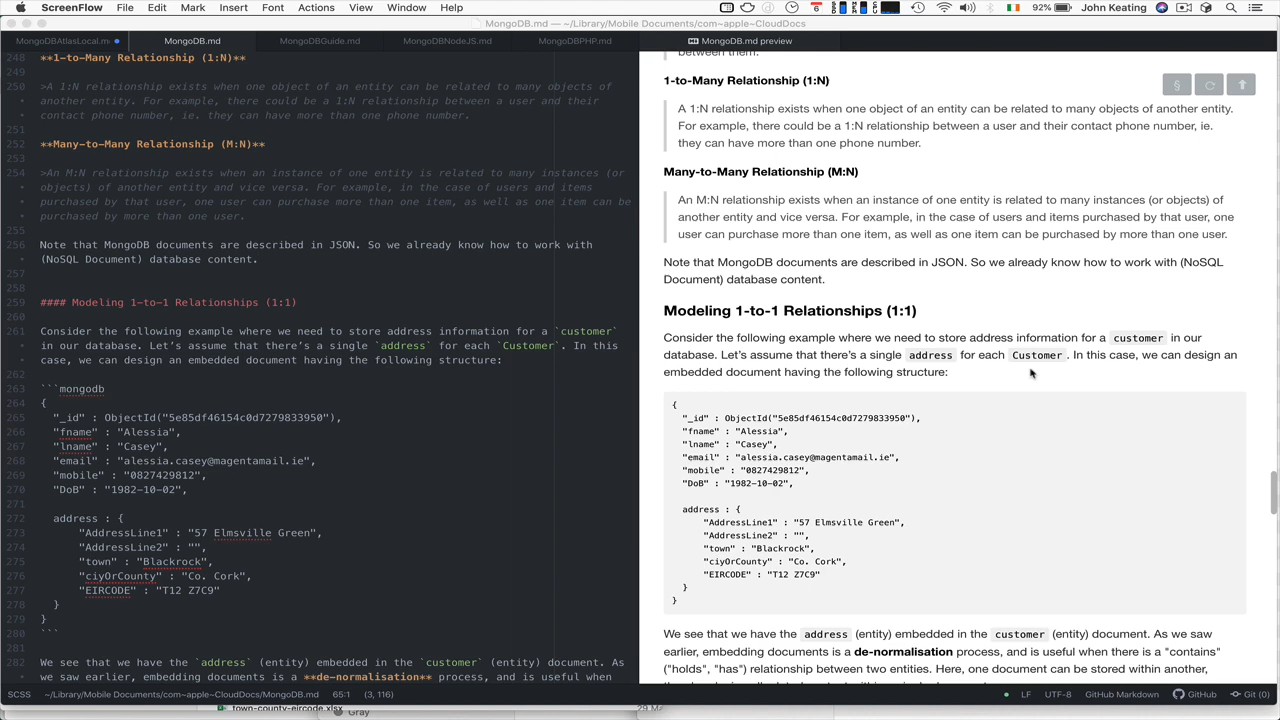 ScreenFlow File Edit Mark Insert Font Actions View Window Help 6 92% John Keating
MongoDB.md — ~/Library/Mobile Documents/com~apple~CloudDocs
MongoDBAtlasLocal.m MongoDB.md MongoDBGuide.md MongoDBNodeJS.md MongoDBPHP.md MongoDB.md preview
248 **1-to-Many Relationship (1:N)**
249
250 >A 1:N relationship exists when one object of an entity can be related to many objects of
another entity. For example, there could be a 1:N relationship between a user and their
contact phone number, ie. they can have more than one phone number.
251
252 **Many-to-Many Relationship (M:N)**
253
254 >An M:N relationship exists when an instance of one entity is related to many instances (or
objects) of another entity and vice versa. For example, in the case of users and items
purchased by that user, one user can purchase more than one item, as well as one item can be
purchased by more than one user.
255
256 Note that MongoDB documents are described in JSON. So we already know how to work with
(NoSQL Document) database content.
257
258
259 #### Modeling 1-to-1 Relationships (1:1)
260
261 Consider the following example where we need to store address information for a `customer`
in our database. Let's assume that there's a single `address` for each `Customer`. In this
case, we can design an embedded document having the following structure:
262
263 ```mongodb
264 {
265 "_id" : ObjectId("5e85df46154c0d7279833950"),
266 "fname" : "Alessia",
267 "lname" : "Casey",
268 "email" : "alessia.casey@magentamail.ie",
269 "mobile" : "0827429812",
270 "DoB" : "1982-10-02",
271
272 address : {
273 "AddressLine1" : "57 Elmsville Green",
274 "AddressLine2" : "",
275 "town" : "Blackrock",
276 "ciyOrCounty" : "Co. Cork",
277 "EIRCODE" : "T12 Z7C9"
278 }
279 }
280 ```
281
282 We see that we have the `address` (entity) embedded in the `customer` (entity) document. As
we saw earlier, embedding documents is a **de-normalisation** process, and is useful when
between them.
1-to-Many Relationship (1:N)
§
A 1:N relationship exists when one object of an entity can be related to many objects of another entity.
For example, there could be a 1:N relationship between a user and their contact phone number, ie.
they can have more than one phone number.
Many-to-Many Relationship (M:N)
An M:N relationship exists when an instance of one entity is related to many instances (or objects) of
another entity and vice versa. For example, in the case of users and items purchased by that user, one
user can purchase more than one item, as well as one item can be purchased by more than one user.
Note that MongoDB documents are described in JSON. So we already know how to work with (NoSQL
Document) database content.
Modeling 1-to-1 Relationships (1:1)
Consider the following example where we need to store address information for a customer in our
database. Let's assume that there's a single address for each Customer. In this case, we can design an
embedded document having the following structure:
{
"_id" : ObjectId("5e85df46154c0d7279833950"),
"fname" : "Alessia",
"lname" : "Casey",
"email" : "alessia.casey@magentamail.ie",
"mobile" : "0827429812",
"DoB" : "1982-10-02",
address : {
"AddressLine1" : "57 Elmsville Green",
"AddressLine2" : "",
"town" : "Blackrock",
"ciyOrCounty" : "Co. Cork",
"EIRCODE" : "T12 Z7C9"
}
}
We see that we have the address (entity) embedded in the customer (entity) document. As we saw
earlier, embedding documents is a de-normalisation process, and is useful when there is a "contains"
("holds", "has") relationship between two entities. Here, one document can be stored within another,
SCSS ~/Library/Mobile Documents/com~apple~CloudDocs/MongoDB.md 65:1 (3, 116) LF UTF-8 GitHub Markdown GitHub Git (0)
town-county-eircode.xlsx Gray